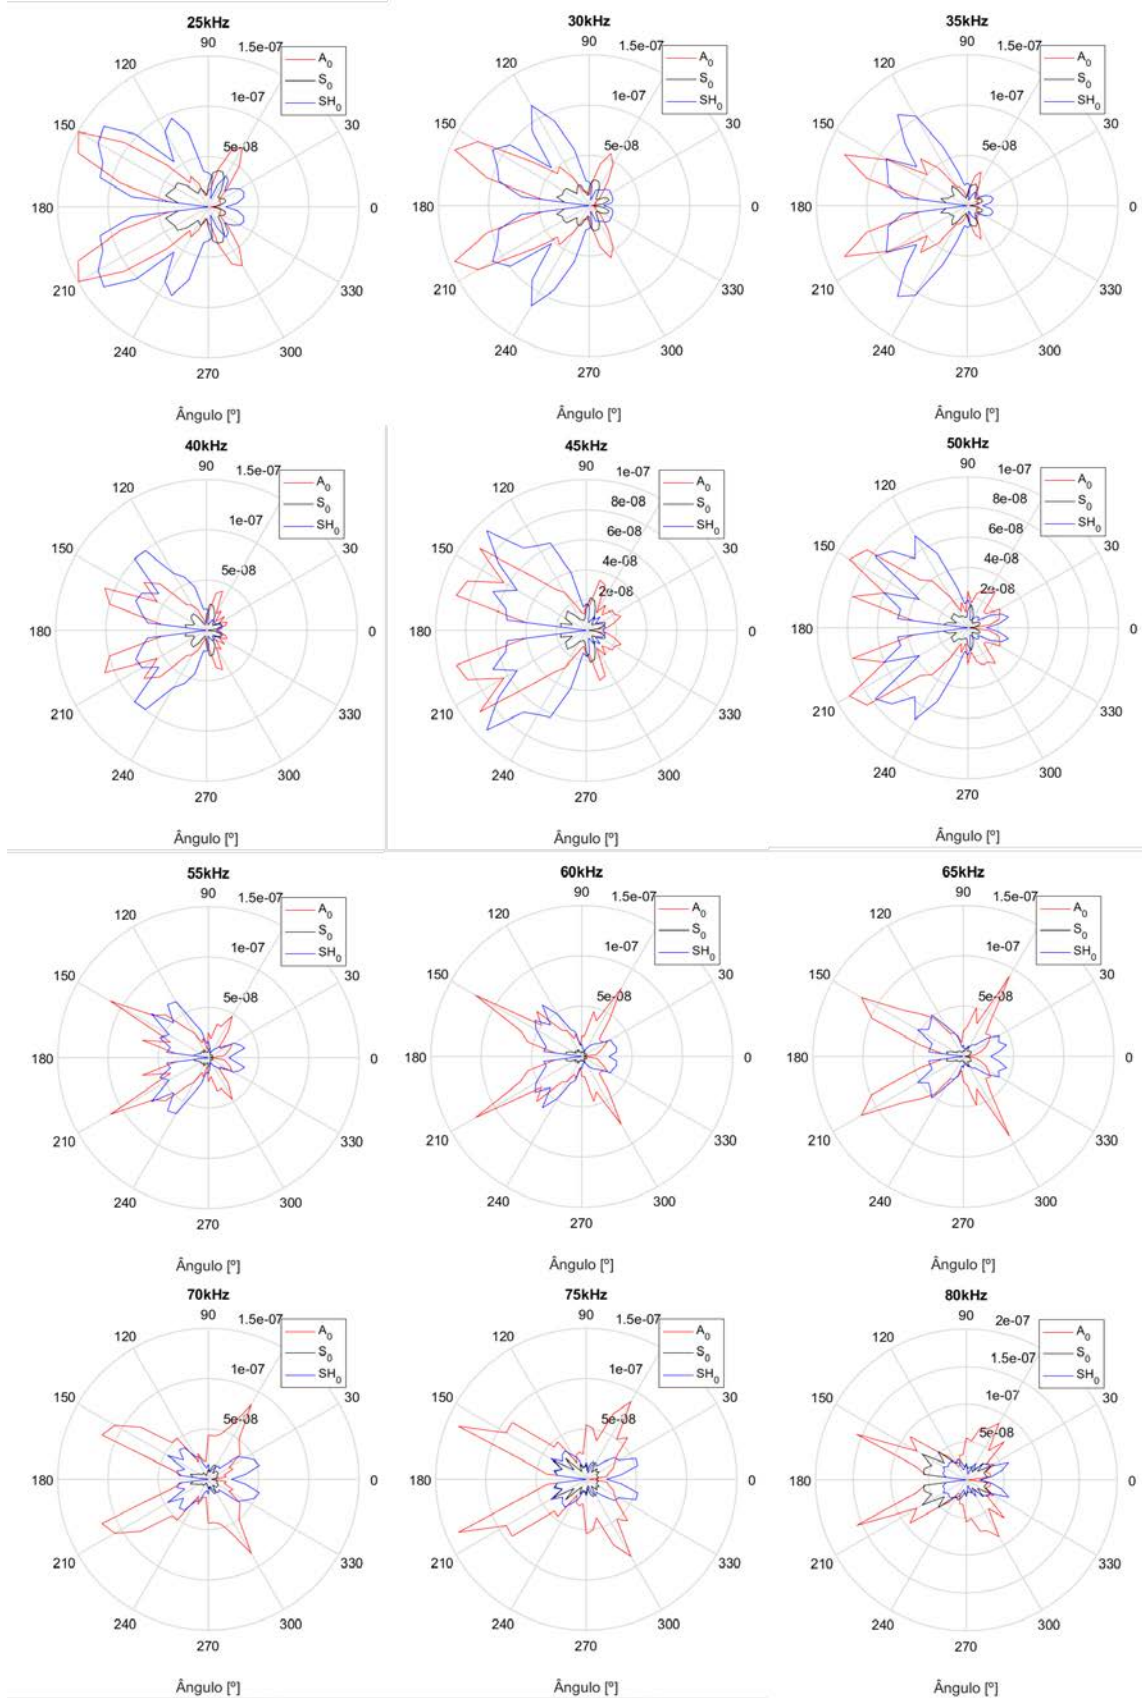 25kHz
90
1.5e-07
120
1e-07
150
5e-08
30
180
0
210
330
240
300
270
A0
S0
SH0
Ângulo [º]
30kHz
90
1.5e-07
120
1e-07
150
5e-08
30
180
0
210
330
240
300
270
A0
S0
SH0
Ângulo [º]
35kHz
90
1.5e-07
120
1e-07
150
5e-08
30
180
0
210
330
240
300
270
A0
S0
SH0
Ângulo [º]
40kHz
90
1.5e-07
120
1e-07
150
5e-08
30
180
0
210
330
240
300
270
A0
S0
SH0
Ângulo [º]
45kHz
90
1e-07
120
8e-08
6e-08
150
4e-08
2e-08
30
180
0
210
330
240
300
270
A0
S0
SH0
Ângulo [º]
50kHz
90
1e-07
120
8e-08
6e-08
150
4e-08
2e-08
30
180
0
210
330
240
300
270
A0
S0
SH0
Ângulo [º]
55kHz
90
1.5e-07
120
1e-07
150
5e-08
30
180
0
210
330
240
300
270
A0
S0
SH0
Ângulo [º]
60kHz
90
1.5e-07
120
1e-07
150
5e-08
30
180
0
210
330
240
300
270
A0
S0
SH0
Ângulo [º]
65kHz
90
1.5e-07
120
1e-07
150
5e-08
30
180
0
210
330
240
300
270
A0
S0
SH0
Ângulo [º]
70kHz
90
1.5e-07
120
1e-07
150
5e-08
30
180
0
210
330
240
300
270
A0
S0
SH0
Ângulo [º]
75kHz
90
1.5e-07
120
1e-07
150
5e-08
30
180
0
210
330
240
300
270
A0
S0
SH0
Ângulo [º]
80kHz
90
2e-07
120
1.5e-07
1e-07
150
5e-08
30
180
0
210
330
240
300
270
A0
S0
SH0
Ângulo [º]